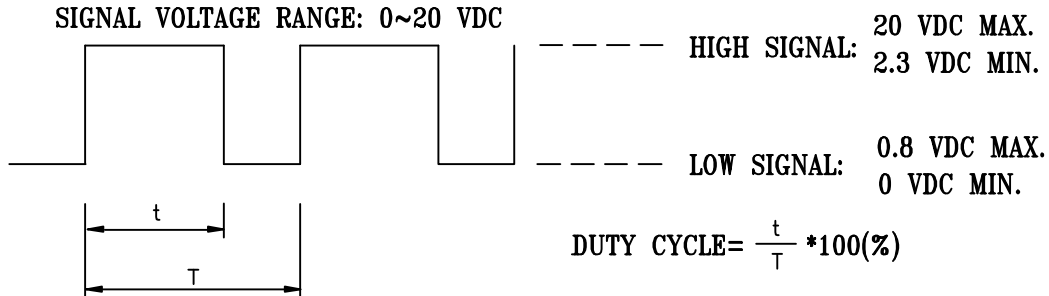 SIGNAL VOLTAGE RANGE: 0~20 VDC
HIGH SIGNAL: 20 VDC MAX.
2.3 VDC MIN.
LOW SIGNAL: 0.8 VDC MAX.
0 VDC MIN.
t
T
DUTY CYCLE= t/T *100(%)